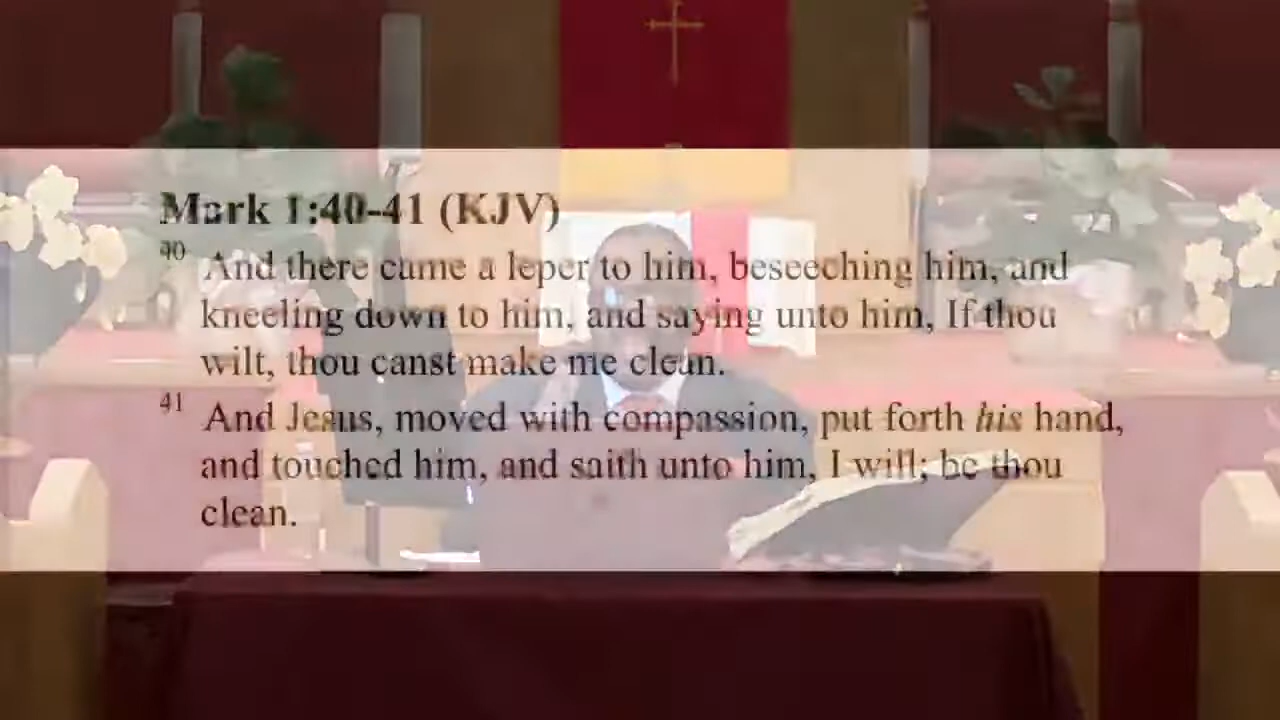 Mark 1:40-41 (KJV)
40 And there came a leper to him, beseeching him, and
kneeling down to him, and saying unto him, If thou
wilt, thou canst make me clean.
41 And Jesus, moved with compassion, put forth his hand,
and touched him, and saith unto him, I will; be thou
clean.